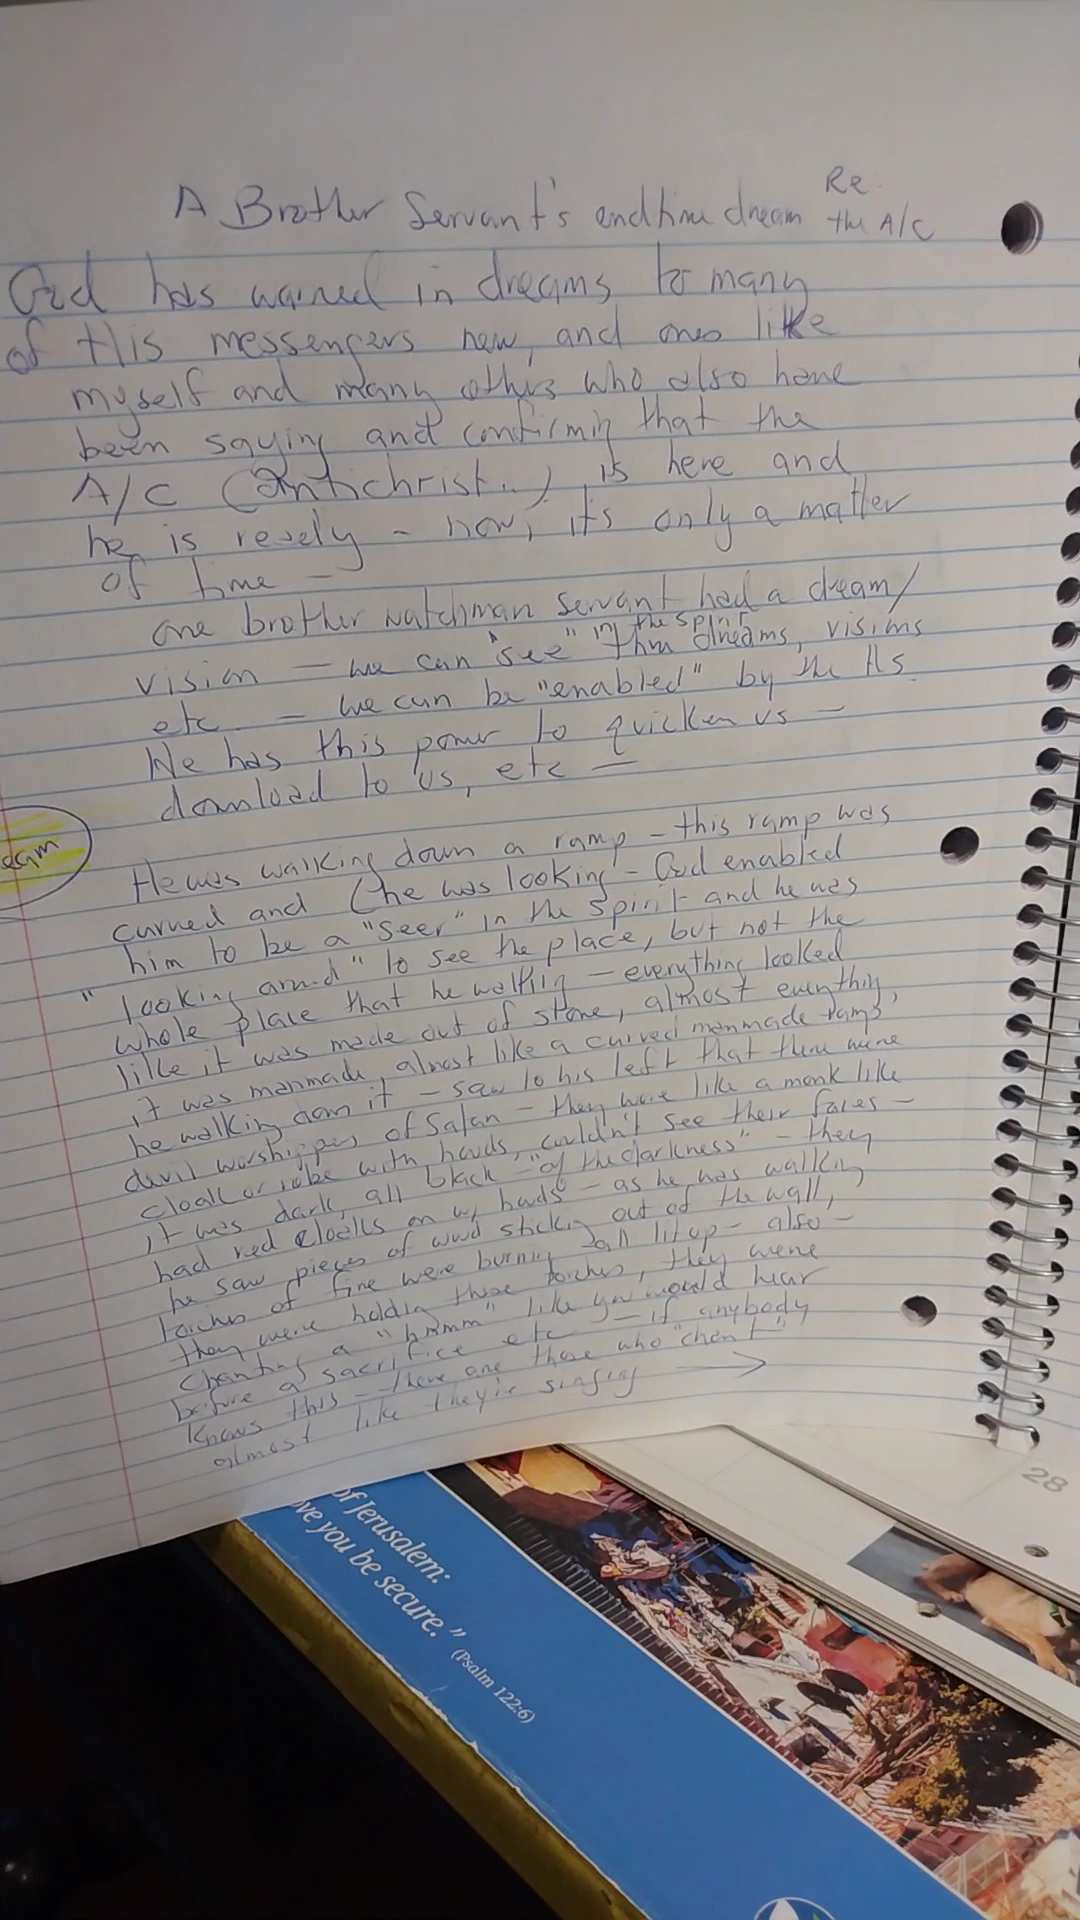 A Brother Servant's endtime dream Re the A/C
God has warned in dreams to many
of His messengers now, and ones like
myself and many others who also have
been saying and confirming that the
A/C (Antichrist..) is here and
he is ready - now, it's only a matter
of time -
one brother watchman servant had a dream/
vision - we can "see" in the spirit thru dreams, visions
etc - we can be "enabled" by the HS.
He has this power to quicken us -
download to us, etc -
He was walking down a ramp - this ramp was
curved and (he was looking - God enabled
him to be a "seer" in the spirit and he was
"looking around" to see the place, but not the
whole place that he walking - everything looked
like it was made out of stone, almost everything,
it was manmade, almost like a curved manmade ramp
he walking down it - saw to his left that there were
devil worshippers of Satan - they were like a monk like
cloak or robe with hoods, couldn't see their faces -
it was dark, all black - "of the darkness" - they
had red cloaks on w/ hoods - as he was walking
he saw pieces of wood sticking out of the wall,
torches of fire were burning all lit up - also -
they were holding these torches, they were
chanting a "hmmm" like you would hear
before a sacrifice etc - if anybody
knows this - there are those who "chant"
almost like they're singing →
of Jerusalem:
ove you be secure."
(Psalm 122:6)
28